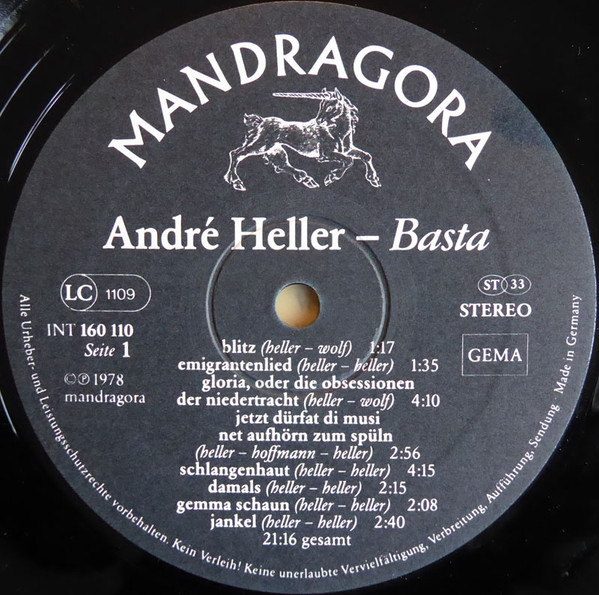 MANDRAGORA
André Heller – Basta
LC 1109
ST 33
STEREO
INT 160 110
Seite 1
GEMA
©℗1978
mandragora
blitz (heller – wolf) 1:17
emigrantenlied (heller – heller) 1:35
gloria, oder die obsessionen
der niedertracht (heller – wolf) 4:10
jetzt dürfat di musi
net aufhörn zum spüln
(heller – hoffmann – heller) 2:56
schlangenhaut (heller – heller) 4:15
damals (heller – heller) 2:15
gemma schaun (heller – heller) 2:08
jankel (heller – heller) 2:40
21:16 gesamt
Alle Urheber- und Leistungsschutzrechte vorbehalten. Kein Verleih! Keine unerlaubte Vervielfältigung, Verbreitung, Aufführung, Sendung Made in Germany